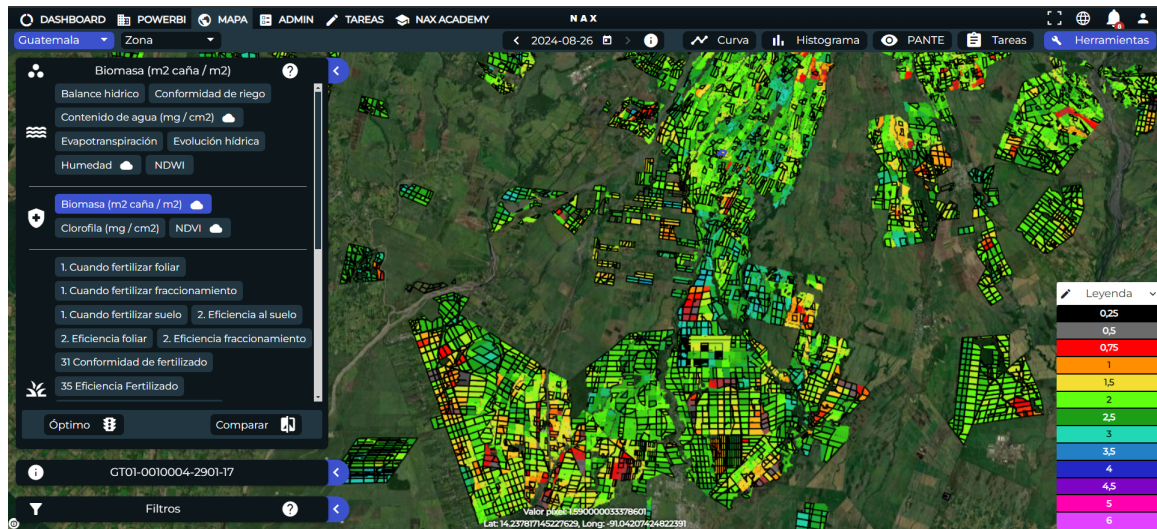 DASHBOARD POWERBI MAPA ADMIN TAREAS NAX ACADEMY NAX
Guatemala Zona 2024-08-26 Curva Histograma PANTE Tareas Herramientas
Biomasa (m2 caña / m2)
Balance hidrico Conformidad de riego
Contenido de agua (mg / cm2)
Evapotranspiración Evolución hídrica
Humedad NDWI
Biomasa (m2 caña / m2)
Clorofila (mg / cm2) NDVI
1. Cuando fertilizar foliar
1. Cuando fertilizar fraccionamiento
1. Cuando fertilizar suelo 2. Eficiencia al suelo
2. Eficiencia foliar 2. Eficiencia fraccionamiento
31 Conformidad de fertilizado
35 Eficiencia Fertilizado
Óptimo Comparar
GT01-0010004-2901-17
Filtros
Leyenda
0,25
0,5
0,75
1
1,5
2
2,5
3
3,5
4
4,5
5
6
Valor pixel: 1.590000033378601
Lat: 14.237817145227629, Long: -91.04207424822391